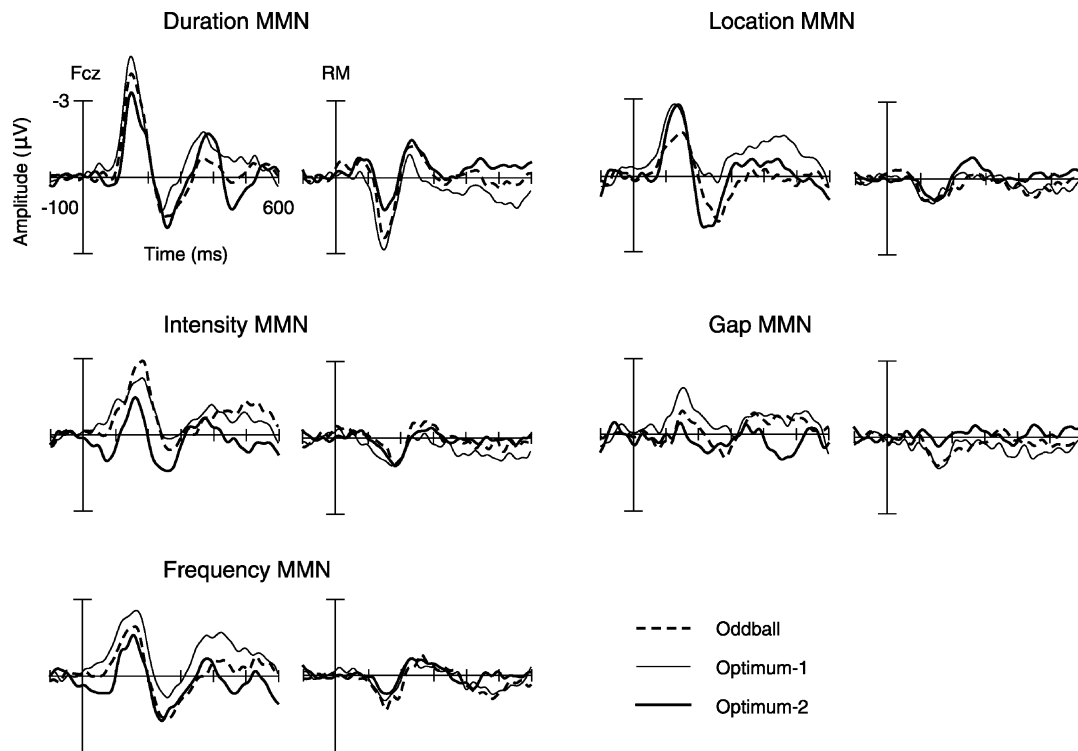 Duration MMN
Location MMN
Fcz
RM
-3
Amplitude (μV)
-100
600
Time (ms)
Intensity MMN
Gap MMN
Frequency MMN
Oddball
Optimum-1
Optimum-2